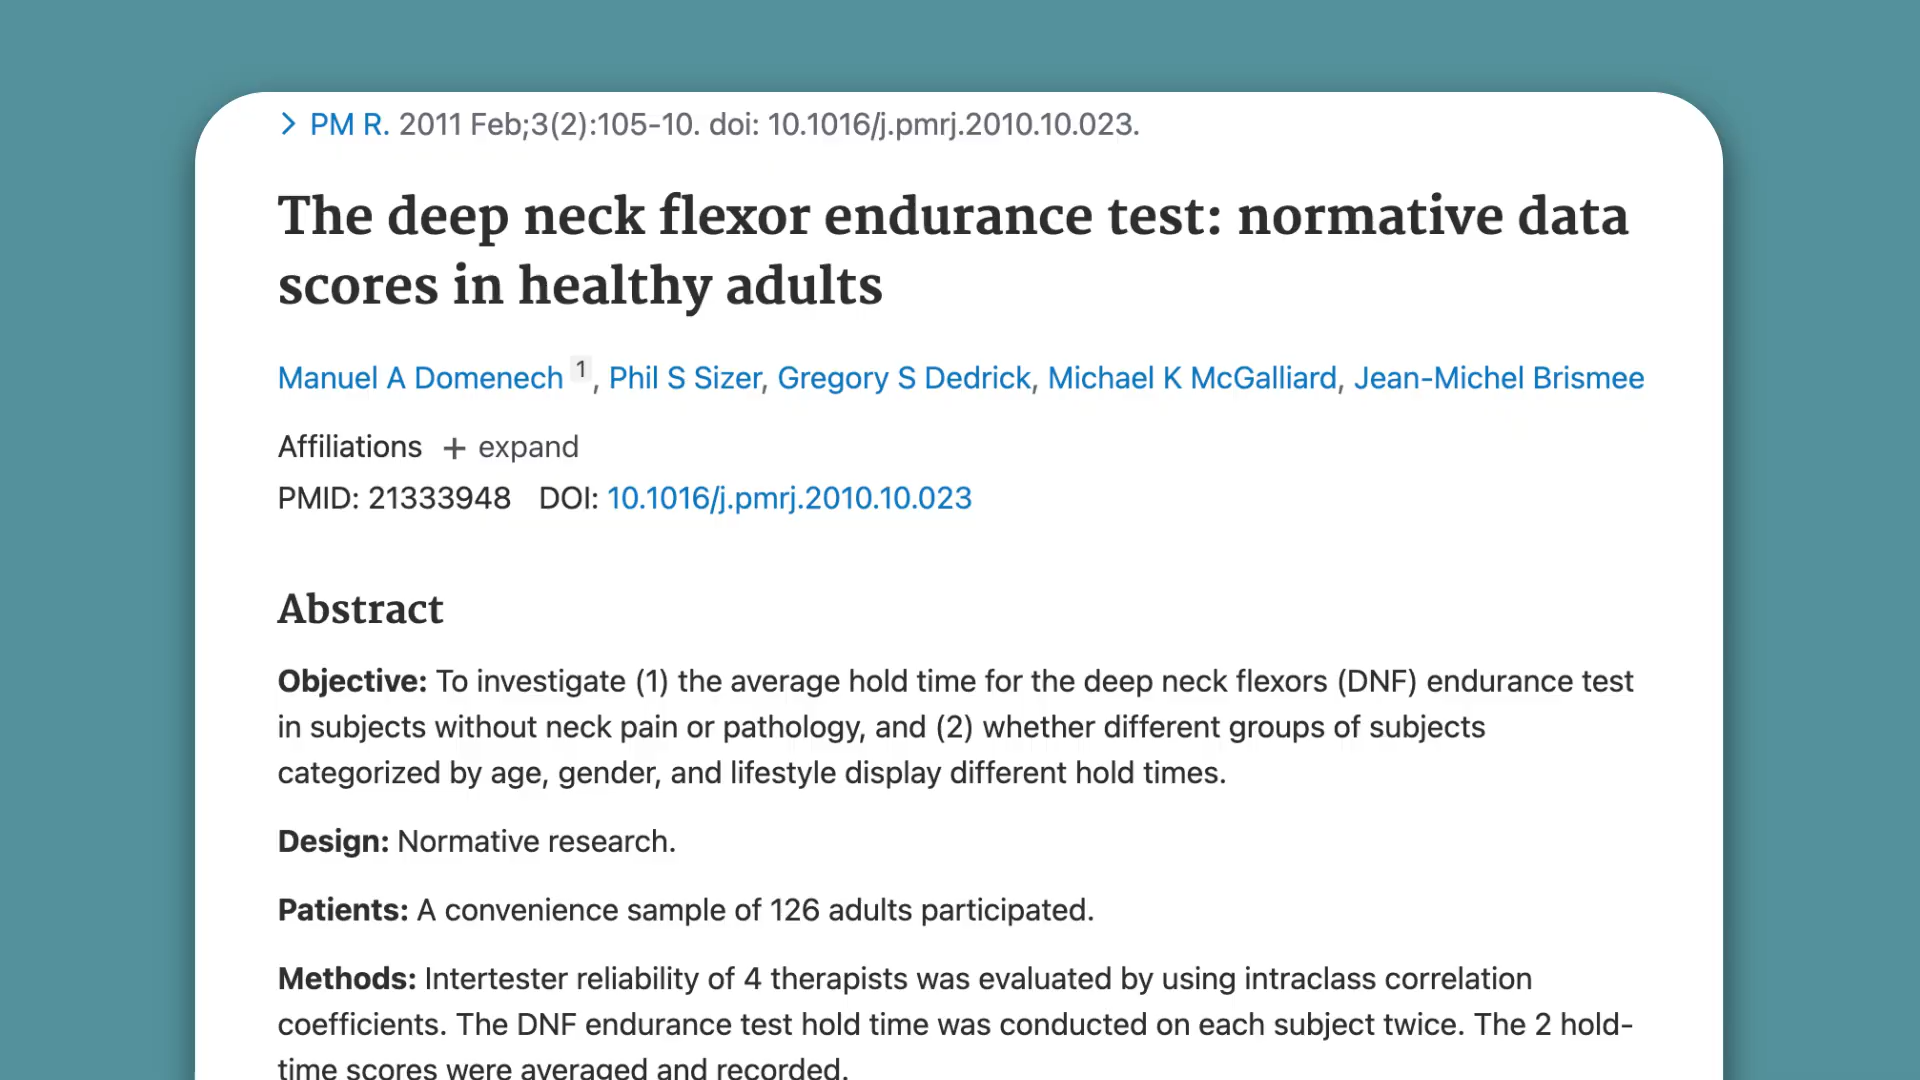 > PM R. 2011 Feb;3(2):105-10. doi: 10.1016/j.pmrj.2010.10.023.
The deep neck flexor endurance test: normative data
scores in healthy adults
Manuel A Domenech 1, Phil S Sizer, Gregory S Dedrick, Michael K McGalliard, Jean-Michel Brismee
Affiliations + expand
PMID: 21333948 DOI: 10.1016/j.pmrj.2010.10.023
Abstract
Objective: To investigate (1) the average hold time for the deep neck flexors (DNF) endurance test
in subjects without neck pain or pathology, and (2) whether different groups of subjects
categorized by age, gender, and lifestyle display different hold times.
Design: Normative research.
Patients: A convenience sample of 126 adults participated.
Methods: Intertester reliability of 4 therapists was evaluated by using intraclass correlation
coefficients. The DNF endurance test hold time was conducted on each subject twice. The 2 hold-
time scores were averaged and recorded.